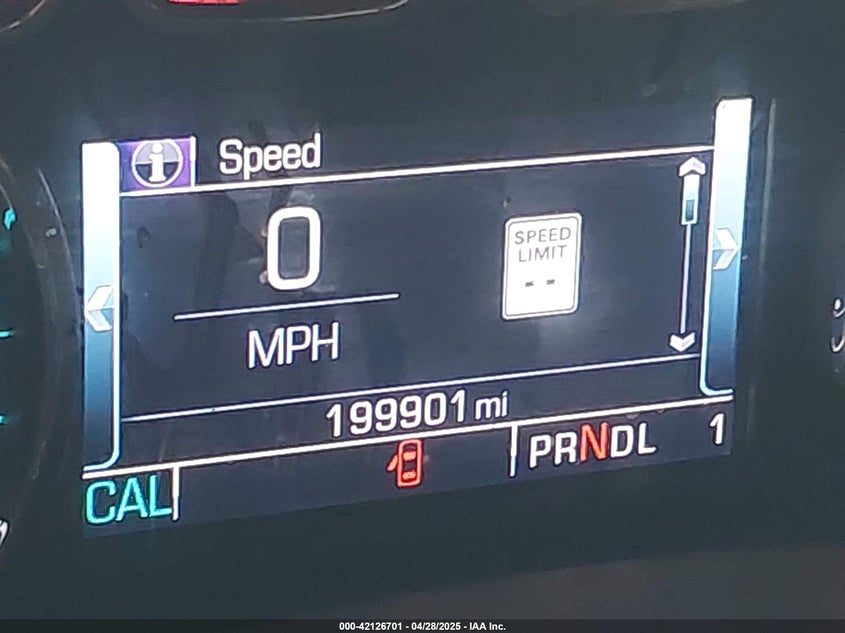 Speed
0
MPH
SPEED
LIMIT
--
199901 mi
PRNDL 1
CAL
000-42126701 - 04/28/2025 - IAA Inc.